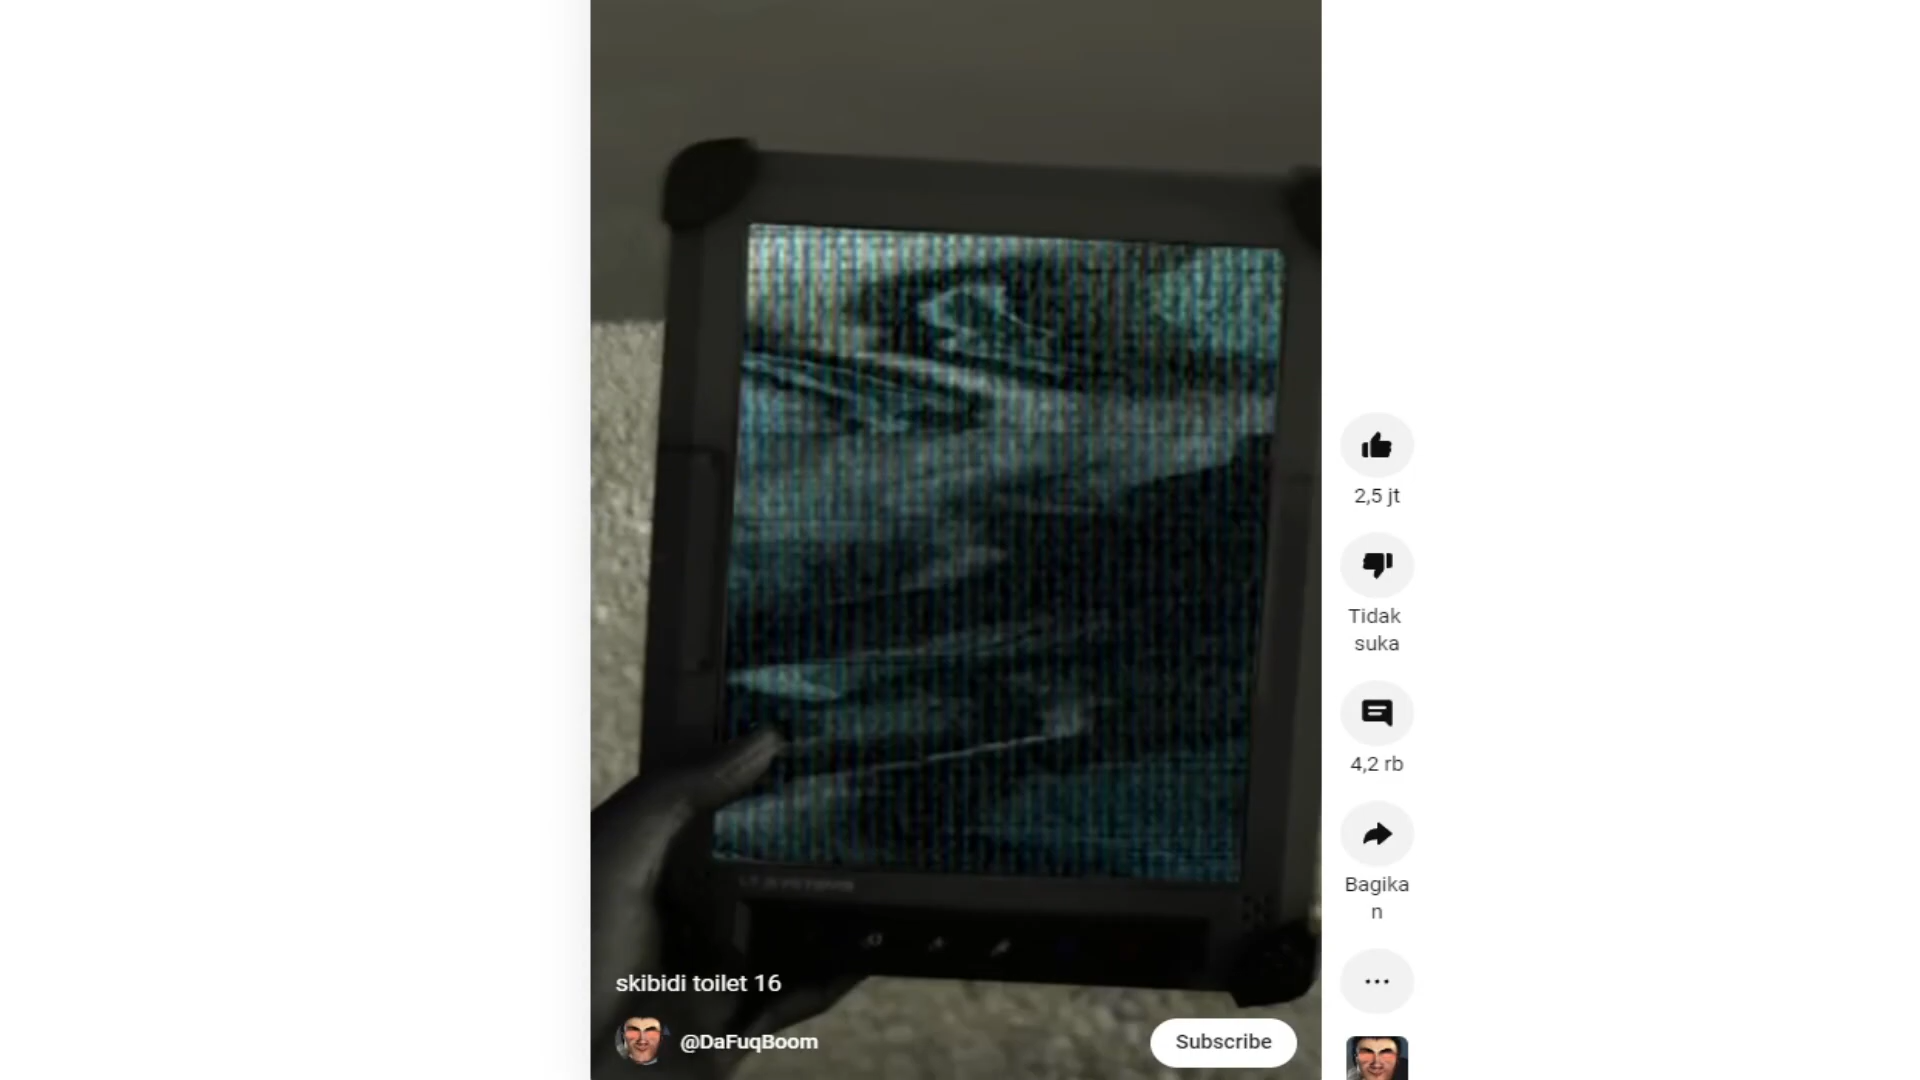 2,5 jt
Tidak
suka
4,2 rb
Bagika
n
skibidi toilet 16
@DaFuqBoom
Subscribe